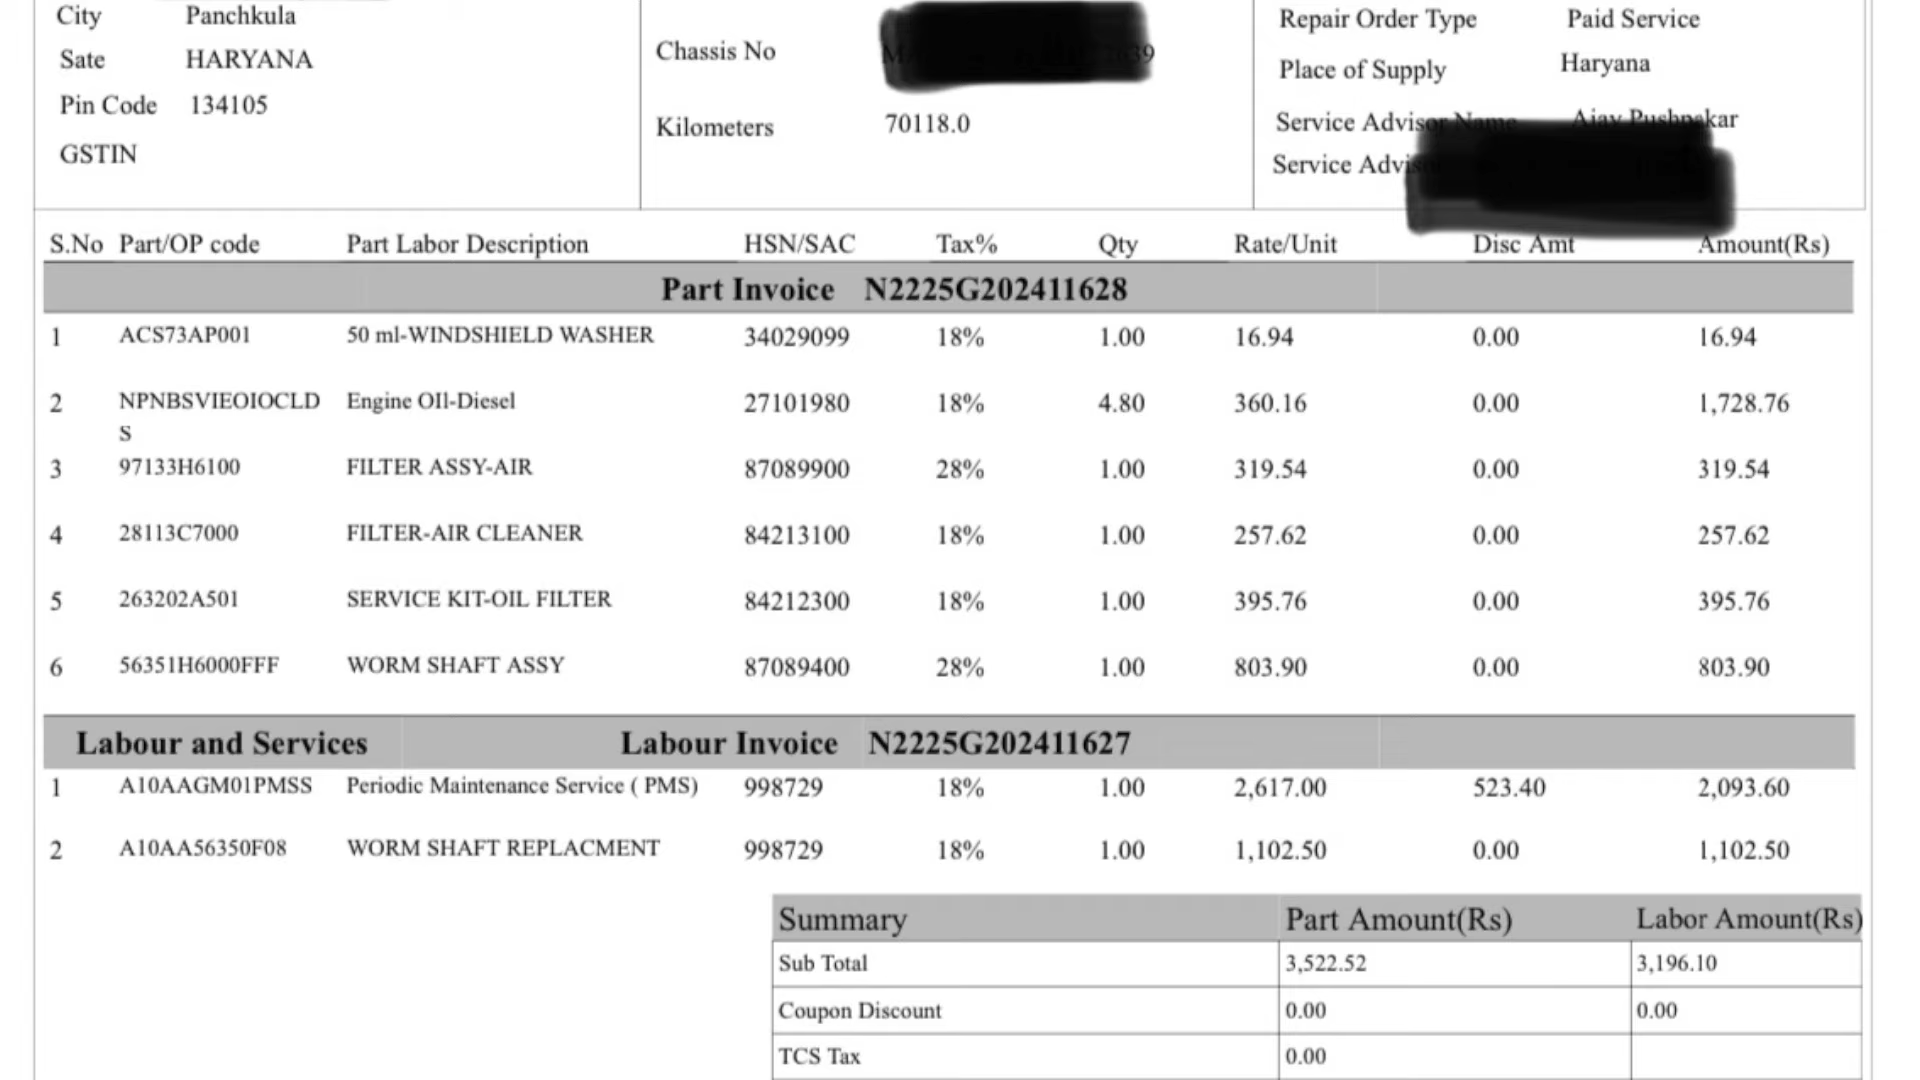 City Panchkula
Sate HARYANA
Pin Code 134105
GSTIN
Chassis No
Kilometers 70118.0
Repair Order Type Paid Service
Place of Supply Haryana
Service Advisor Name Ajay Pushpakar
Service
S.No Part/OP code Part Labor Description HSN/SAC Tax% Qty Rate/Unit Disc Amt Amount(Rs)
Part Invoice N2225G202411628
1 ACS73AP001 50 ml-WINDSHIELD WASHER 34029099 18% 1.00 16.94 0.00 16.94
2 NPNBSVIEOIOCLD Engine OIl-Diesel 27101980 18% 4.80 360.16 0.00 1,728.76
S
3 97133H6100 FILTER ASSY-AIR 87089900 28% 1.00 319.54 0.00 319.54
4 28113C7000 FILTER-AIR CLEANER 84213100 18% 1.00 257.62 0.00 257.62
5 263202A501 SERVICE KIT-OIL FILTER 84212300 18% 1.00 395.76 0.00 395.76
6 56351H6000FFF WORM SHAFT ASSY 87089400 28% 1.00 803.90 0.00 803.90
Labour and Services Labour Invoice N2225G202411627
1 A10AAGM01PMSS Periodic Maintenance Service ( PMS) 998729 18% 1.00 2,617.00 523.40 2,093.60
2 A10AA56350F08 WORM SHAFT REPLACMENT 998729 18% 1.00 1,102.50 0.00 1,102.50
Summary Part Amount(Rs) Labor Amount(Rs)
Sub Total 3,522.52 3,196.10
Coupon Discount 0.00 0.00
TCS Tax 0.00